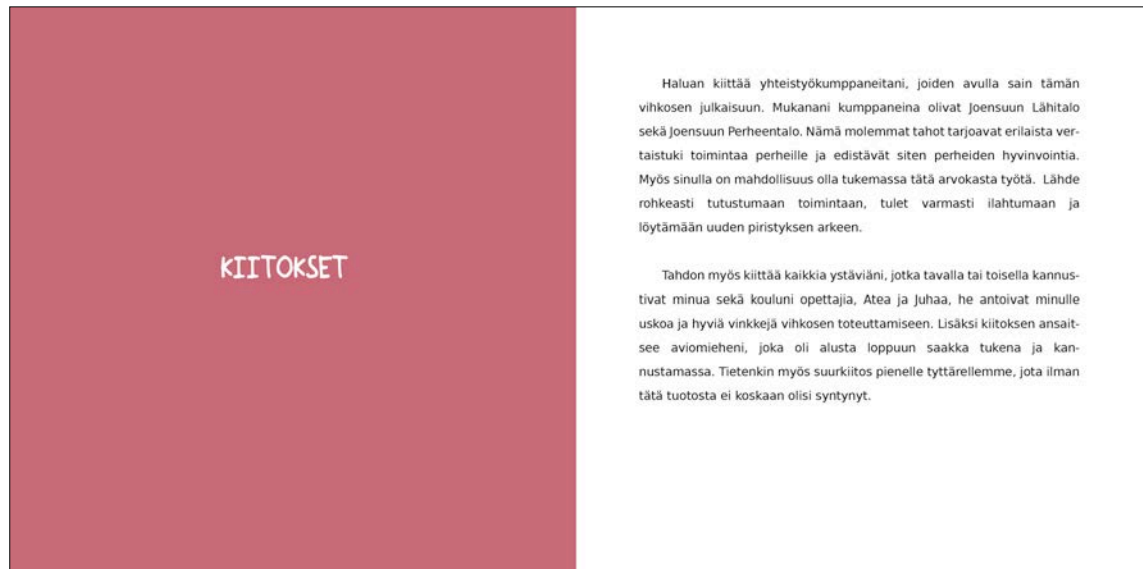 KIITOKSET
Haluan kiittää yhteistyökumppaneitani, joiden avulla sain tämän
vihkosen julkaisuun. Mukanani kumppaneina olivat Joensuun Lähitalo
sekä Joensuun Perheentalo. Nämä molemmat tahot tarjoavat erilaista ver-
taistuki toimintaa perheille ja edistävät siten perheiden hyvinvointia.
Myös sinulla on mahdollisuus olla tukemassa tätä arvokasta työtä. Lähde
rohkeasti tutustumaan toimintaan, tulet varmasti ilahtumaan ja
löytämään uuden piristyksen arkeen.
Tahdon myös kiittää kaikkia ystäviäni, jotka tavalla tai toisella kannus-
tivat minua sekä kouluni opettajia, Atea ja Juhaa, he antoivat minulle
uskoa ja hyviä vinkkejä vihkosen toteuttamiseen. Lisäksi kiitoksen ansait-
see aviomieheni, joka oli alusta loppuun saakka tukena ja kan-
nustamassa. Tietenkin myös suurkiitos pienelle tyttärellemme, jota ilman
tätä tuotosta ei koskaan olisi syntynyt.